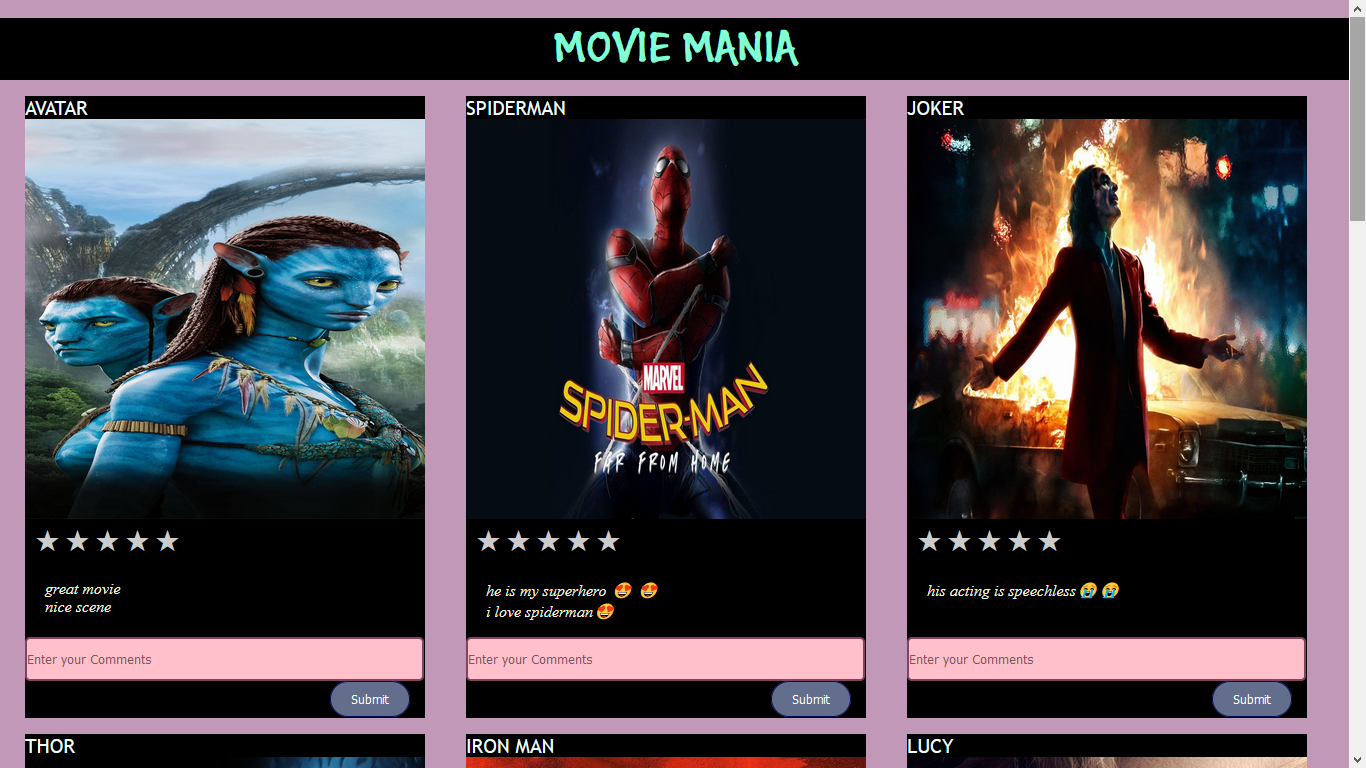 MOVIE MANIA
AVATAR
great movie
nice scene
Enter your Comments
Submit
SPIDERMAN
MARVEL
SPIDER-MAN
FAR FROM HOME
he is my superhero 😍 😍
i love spiderman😍
Enter your Comments
Submit
JOKER
his acting is speechless😭😭
Enter your Comments
Submit
THOR
IRON MAN
LUCY